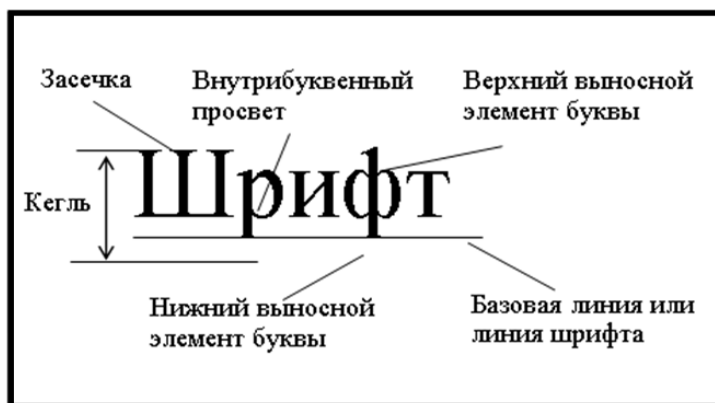 Засечка
Внутрибуквенный
просвет
Верхний выносной
элемент буквы
Шрифт
Кегль
Нижний выносной
элемент буквы
Базовая линия или
линия шрифта